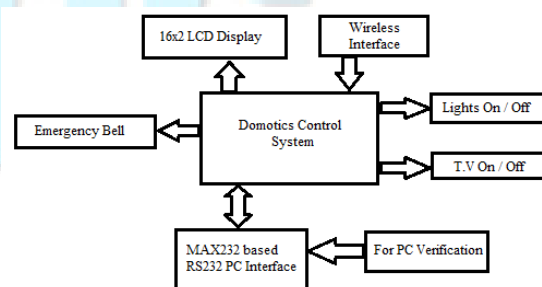 16x2 LCD Display
Wireless
Interface
Emergency Bell
Domotics Control
System
Lights On / Off
T.V On / Off
MAX232 based
RS232 PC Interface
For PC Verification